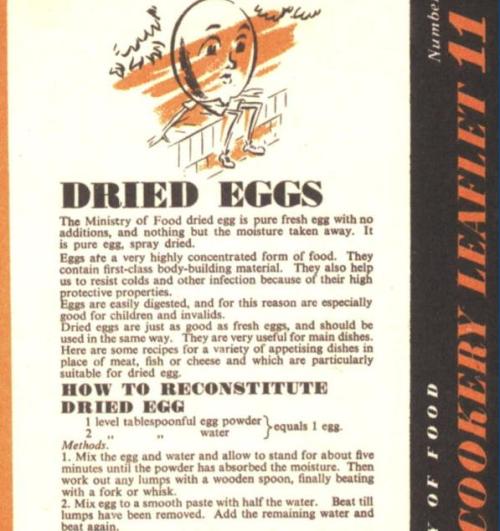 DRIED EGGS
The Ministry of Food dried egg is pure fresh egg with no
additions, and nothing but the moisture taken away. It
is pure egg, spray dried.
Eggs are a very highly concentrated form of food. They
contain first-class body-building material. They also help
us to resist colds and other infection because of their high
protective properties.
Eggs are easily digested, and for this reason are especially
good for children and invalids.
Dried eggs are just as good as fresh eggs, and should be
used in the same way. They are very useful for main dishes.
Here are some recipes for a variety of appetising dishes in
place of meat, fish or cheese and which are particularly
suitable for dried egg.
HOW TO RECONSTITUTE
DRIED EGG
1 level tablespoonful egg powder } equals 1 egg.
2 „ „ water
Methods.
1. Mix the egg and water and allow to stand for about five
minutes until the powder has absorbed the moisture. Then
work out any lumps with a wooden spoon, finally beating
with a fork or whisk.
2. Mix egg to a smooth paste with half the water. Beat till
lumps have been removed. Add the remaining water and
beat again.
Number
OF FOOD
COOKERY LEAFLET 11